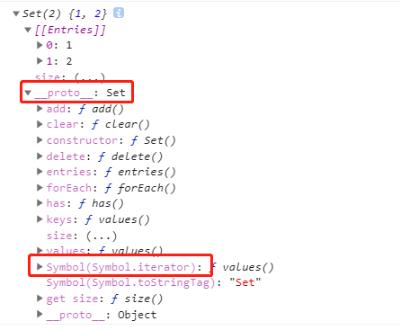 Set(2) {1, 2} i
[[Entries]]
0: 1
1: 2
size: (...)
__proto__: Set
add: ƒ add()
clear: ƒ clear()
constructor: ƒ Set()
delete: ƒ delete()
entries: ƒ entries()
forEach: ƒ forEach()
has: ƒ has()
keys: ƒ values()
size: (...)
values: ƒ values()
Symbol(Symbol.iterator): ƒ values()
Symbol(Symbol.toStringTag): "Set"
get size: ƒ size()
__proto__: Object